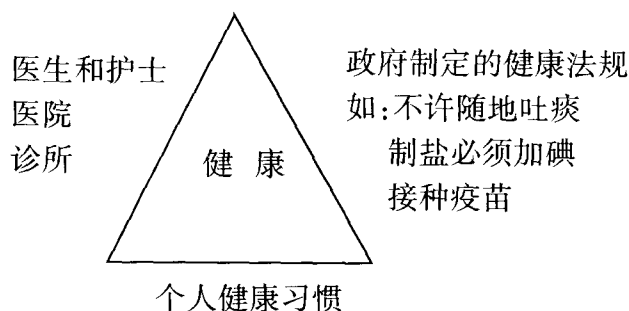 医生和护士
医院
诊所
健 康
政府制定的健康法规
如:不许随地吐痰
制盐必须加碘
接种疫苗
个人健康习惯